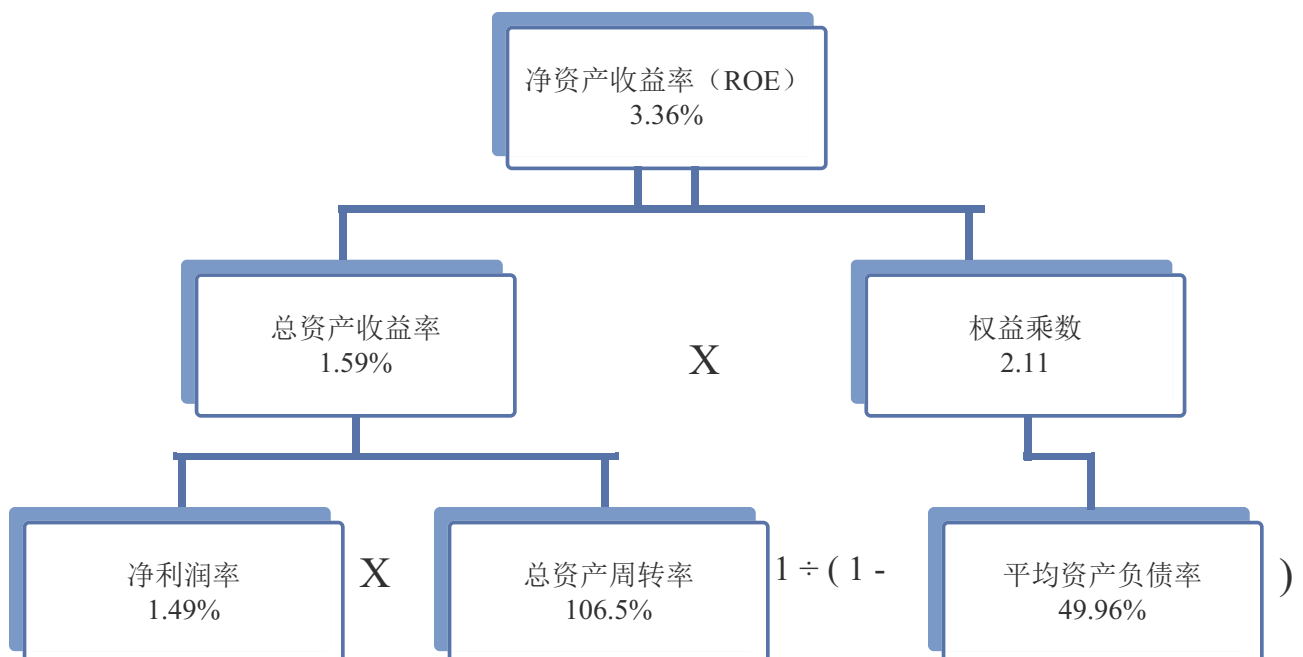 净资产收益率（ROE）
3.36%
总资产收益率
1.59%
X
权益乘数
2.11
净利润率
1.49%
X
总资产周转率
106.5%
1 ÷ ( 1 -
平均资产负债率
49.96%
)